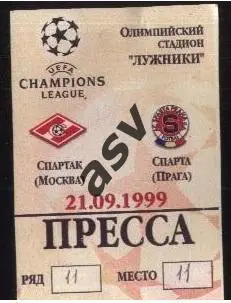 ОЛИМПИЙСКИЙ
СТАДИОН
"ЛУЖНИКИ"
UEFA
CHAMPIONS
LEAGUE
СПАРТАК
(МОСКВА)
СПАРТА
(ПРАГА)
21.09.1999
ПРЕССА
РЯД 11 МЕСТО 11
asv